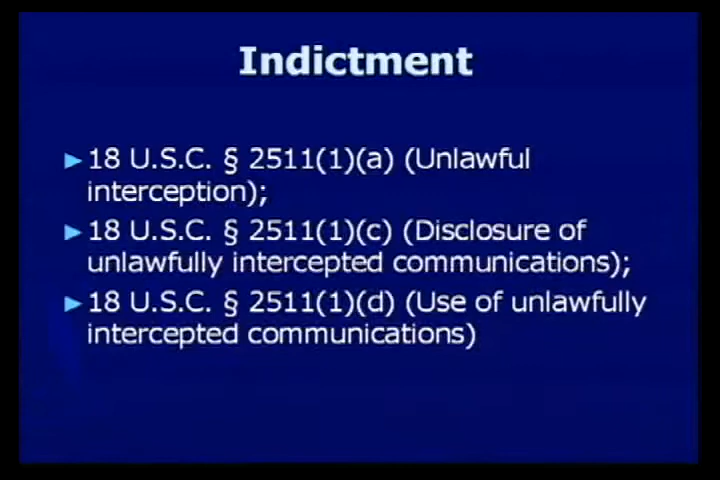 Indictment
►18 U.S.C. § 2511(1)(a) (Unlawful
interception);
►18 U.S.C. § 2511(1)(c) (Disclosure of
unlawfully intercepted communications);
►18 U.S.C. § 2511(1)(d) (Use of unlawfully
intercepted communications)